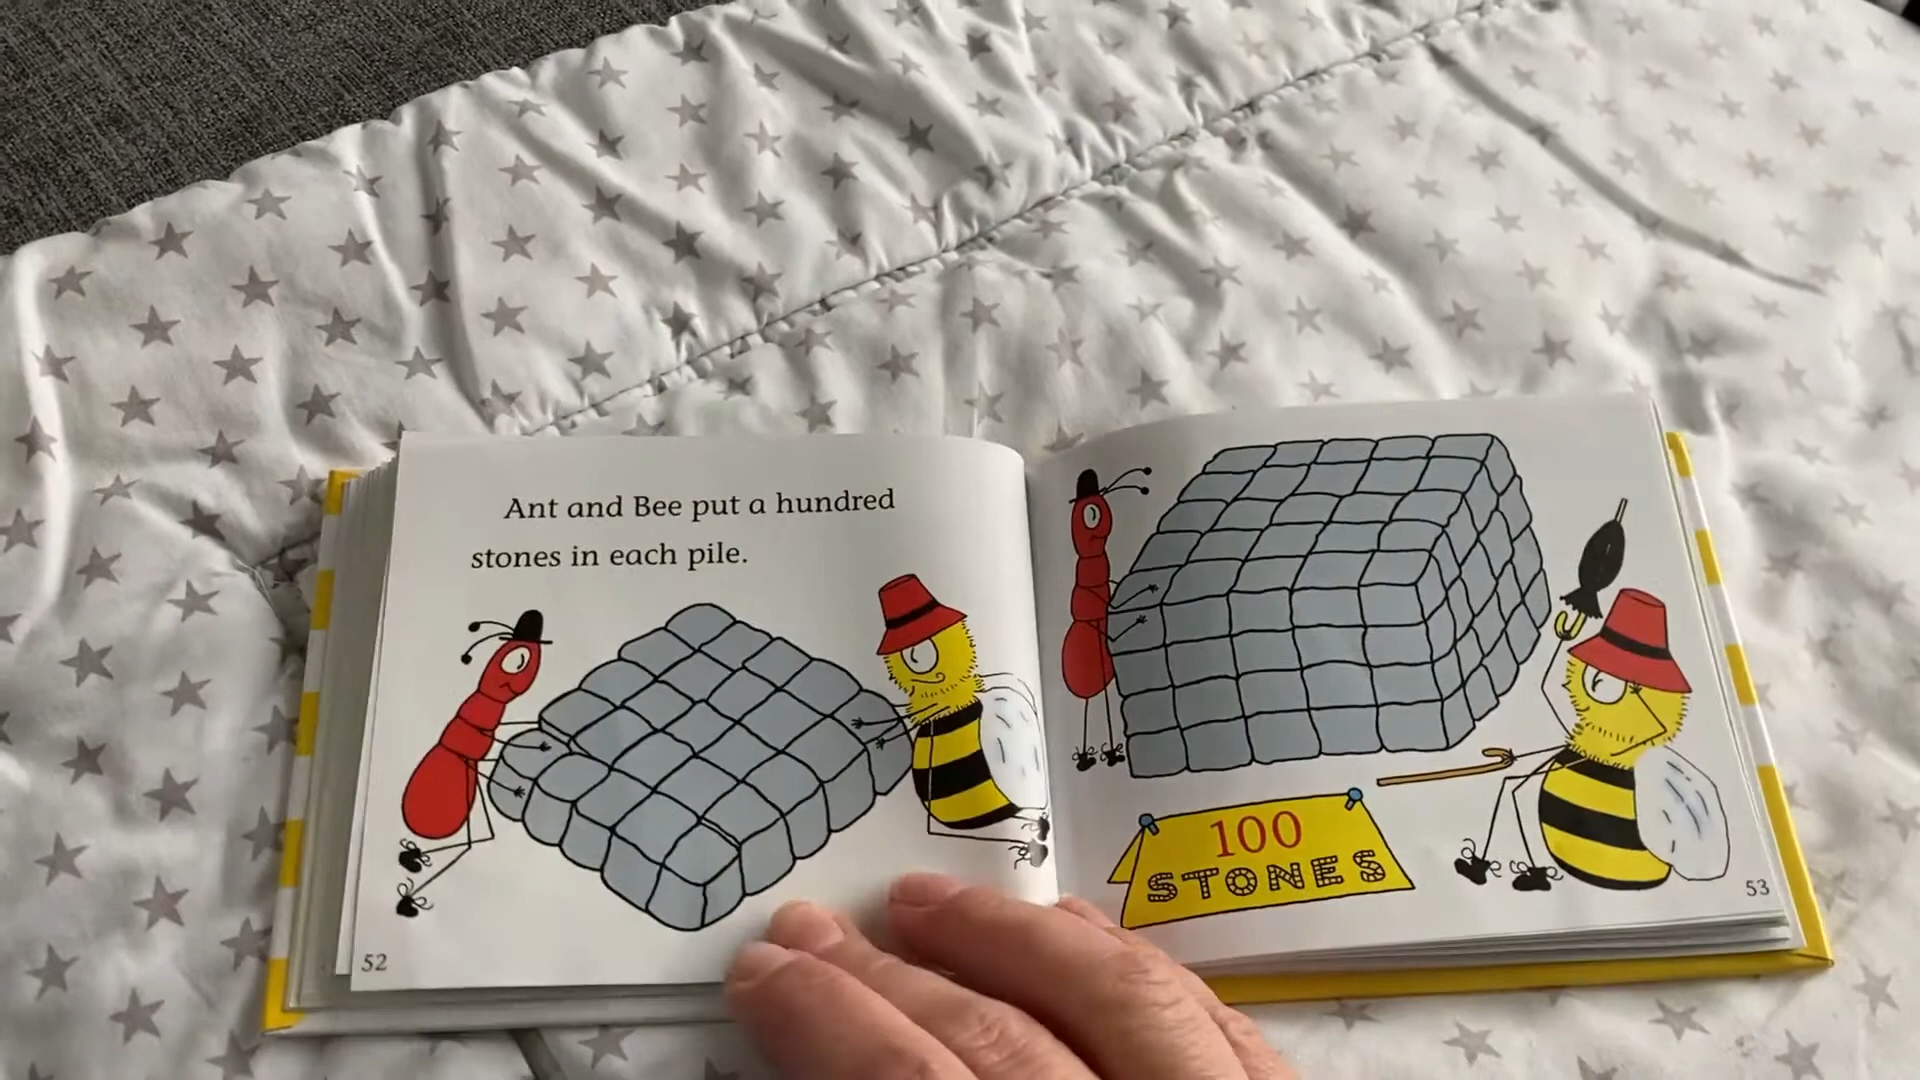 Ant and Bee put a hundred
stones in each pile.
52
100
STONES
53